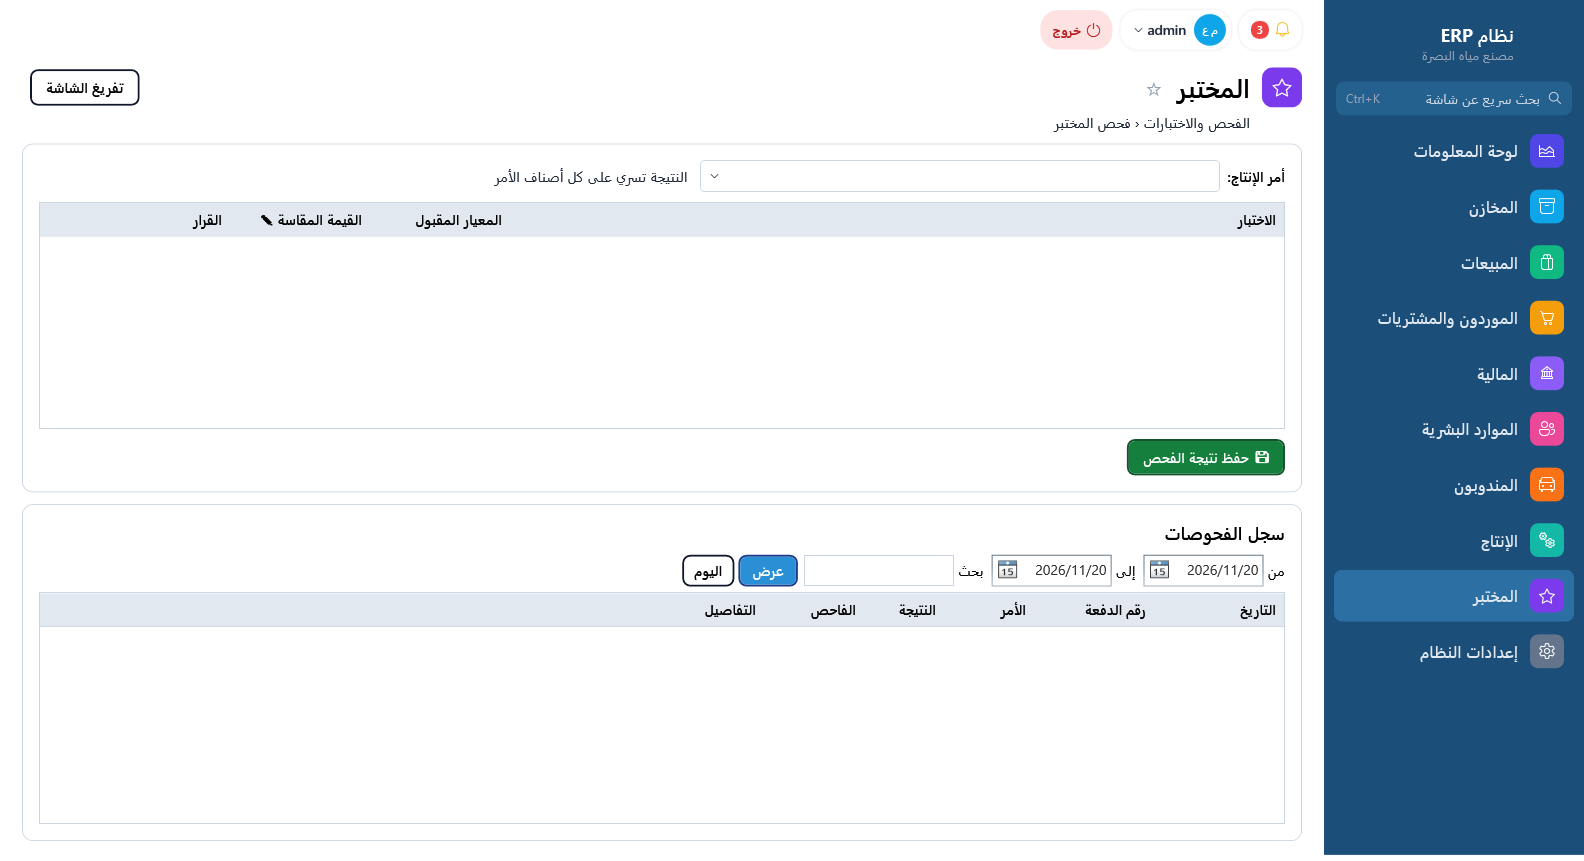 نظام ERP
مصنع مياه البصرة
بحث سريع عن شاشة Ctrl+K
لوحة المعلومات
المخازن
المبيعات
الموردون والمشتريات
المالية
الموارد البشرية
المندوبون
الإنتاج
المختبر
إعدادات النظام
3
م ع admin
خروج
المختبر
تفريغ الشاشة
الفحص والاختبارات › فحص المختبر
أمر الإنتاج: النتيجة تسري على كل أصناف الأمر
الاختبار المعيار المقبول القيمة المقاسة القرار
حفظ نتيجة الفحص
سجل الفحوصات
من 2026/11/20 15 إلى 2026/11/20 15 بحث عرض اليوم
التاريخ رقم الدفعة الأمر النتيجة الفاحص التفاصيل